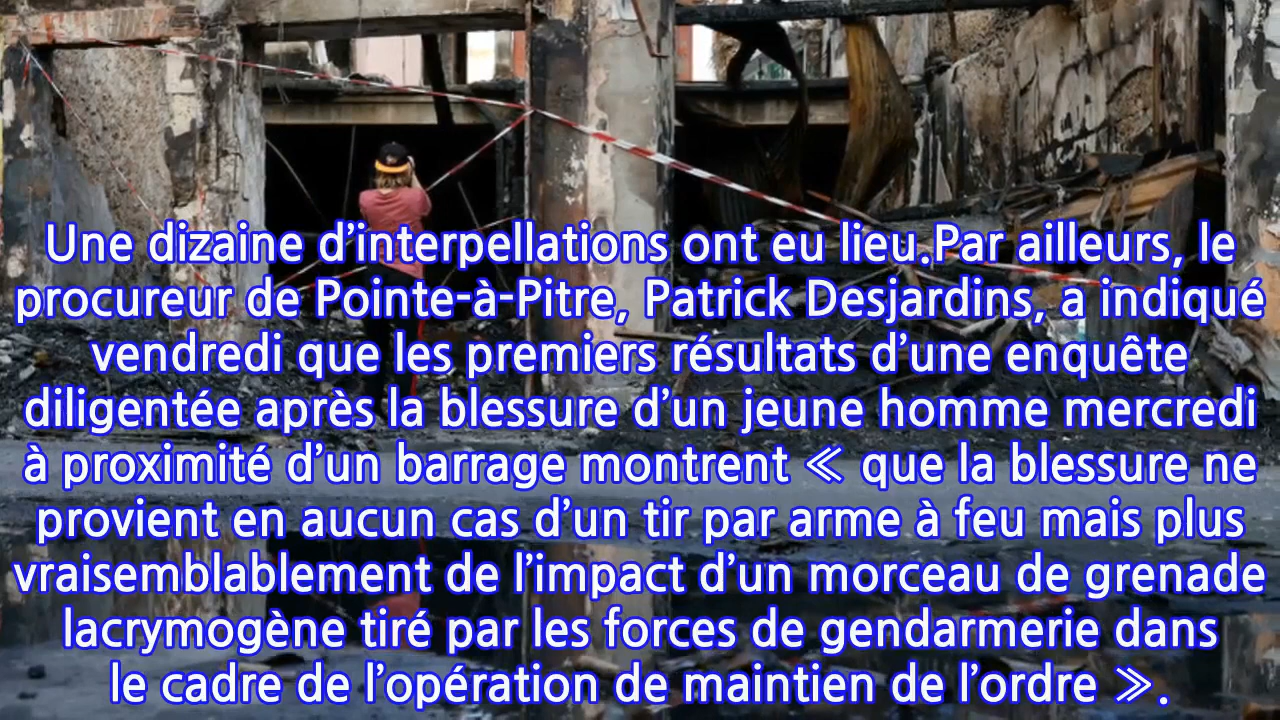 Une dizaine d’interpellations ont eu lieu.Par ailleurs, le
procureur de Pointe-à-Pitre, Patrick Desjardins, a indiqué
vendredi que les premiers résultats d’une enquête
diligentée après la blessure d’un jeune homme mercredi
à proximité d’un barrage montrent ≪ que la blessure ne
provient en aucun cas d’un tir par arme à feu mais plus
vraisemblablement de l’impact d’un morceau de grenade
lacrymogène tiré par les forces de gendarmerie dans
le cadre de l’opération de maintien de l’ordre ≫.